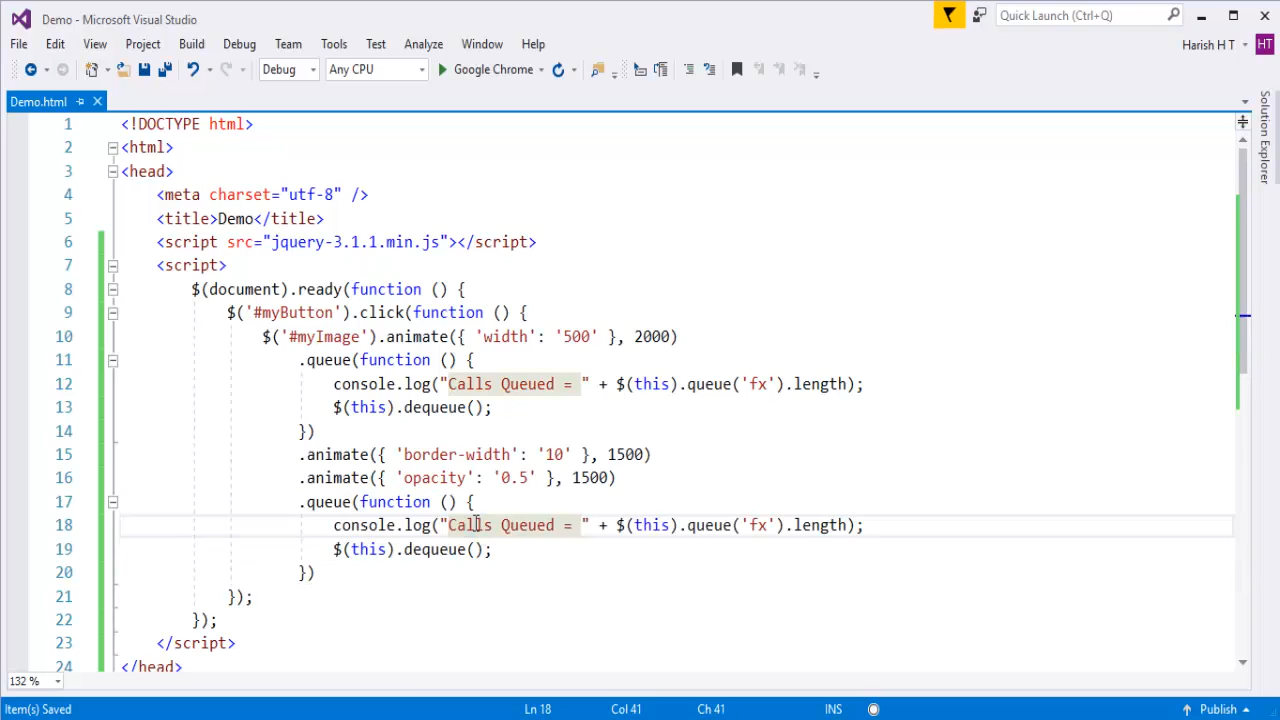 Demo - Microsoft Visual Studio
Quick Launch (Ctrl+Q)
File Edit View Project Build Debug Team Tools Test Analyze Window Help
Harish H T HT
Debug Any CPU Google Chrome
Demo.html
Solution Explorer
1 <!DOCTYPE html>
2 <html>
3 <head>
4 <meta charset="utf-8" />
5 <title>Demo</title>
6 <script src="jquery-3.1.1.min.js"></script>
7 <script>
8 $(document).ready(function () {
9 $('#myButton').click(function () {
10 $('#myImage').animate({ 'width': '500' }, 2000)
11 .queue(function () {
12 console.log("Calls Queued = " + $(this).queue('fx').length);
13 $(this).dequeue();
14 })
15 .animate({ 'border-width': '10' }, 1500)
16 .animate({ 'opacity': '0.5' }, 1500)
17 .queue(function () {
18 console.log("Calls Queued = " + $(this).queue('fx').length);
19 $(this).dequeue();
20 })
21 });
22 });
23 </script>
24 </head>
132 %
Item(s) Saved Ln 18 Col 41 Ch 41 INS Publish